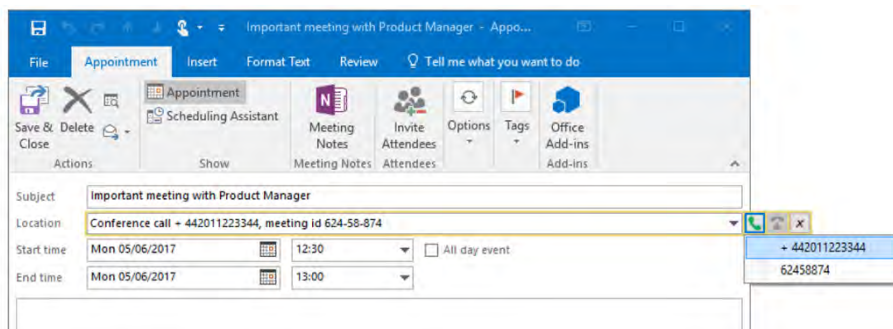 Important meeting with Product Manager - Appo...
File Appointment Insert Format Text Review Tell me what you want to do
Save & Close
Delete
Appointment
Scheduling Assistant
Meeting Notes
Invite Attendees
Options
Tags
Office Add-ins
Actions Show Meeting Notes Attendees Add-ins
Subject Important meeting with Product Manager
Location Conference call + 442011223344, meeting id 624-58-874
x
+ 442011223344
62458874
Start time Mon 05/06/2017 12:30 All day event
End time Mon 05/06/2017 13:00